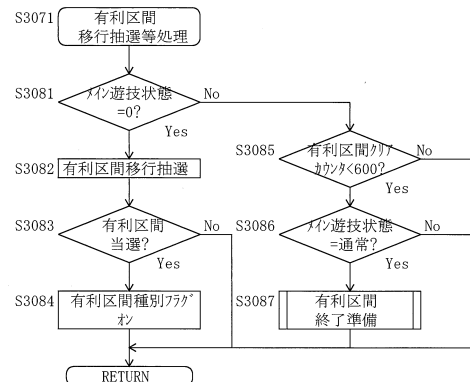 S3071
有利区間
移行抽選等処理
S3081
ﾒｲﾝ遊技状態
=0?
No
Yes
S3082
有利区間移行抽選
S3083
有利区間
当選?
No
Yes
S3084
有利区間種別ﾌﾗｸﾞ
ｵﾝ
S3085
有利区間ｸﾘｱ
ｶｳﾝﾀ<600?
No
Yes
S3086
ﾒｲﾝ遊技状態
=通常?
No
Yes
S3087
有利区間
終了準備
RETURN